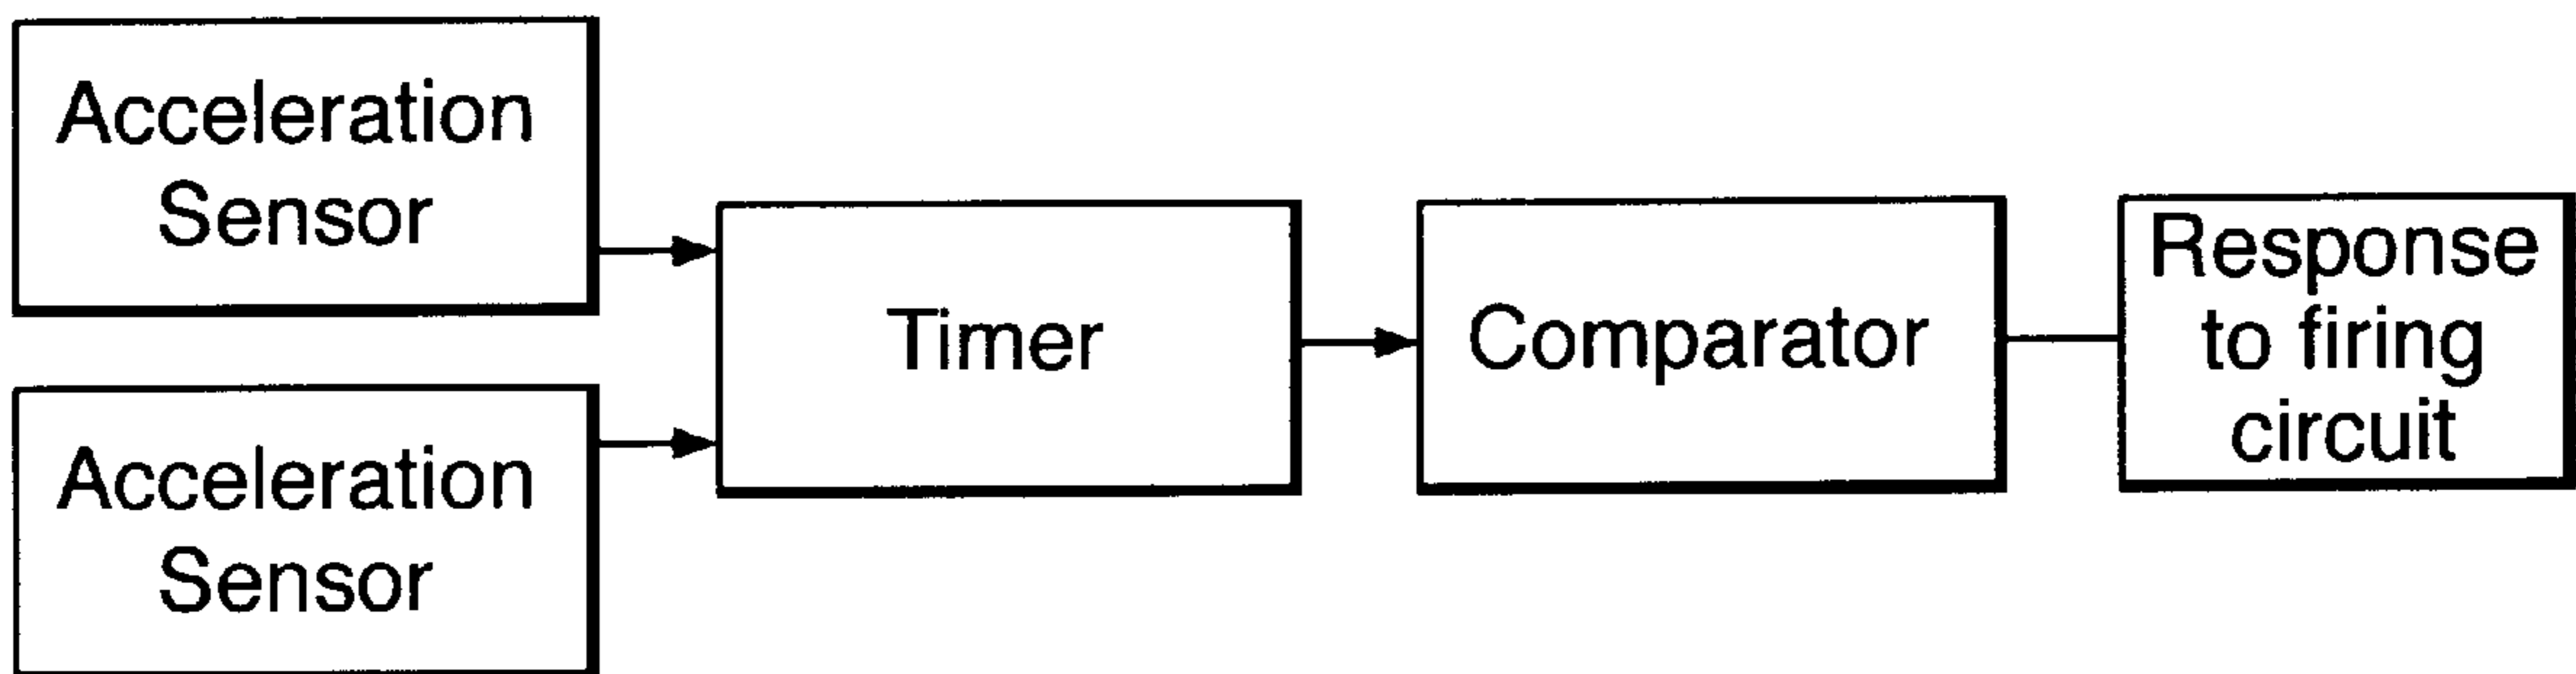 Acceleration
Sensor
Acceleration
Sensor
Timer
Comparator
Response
to firing
circuit